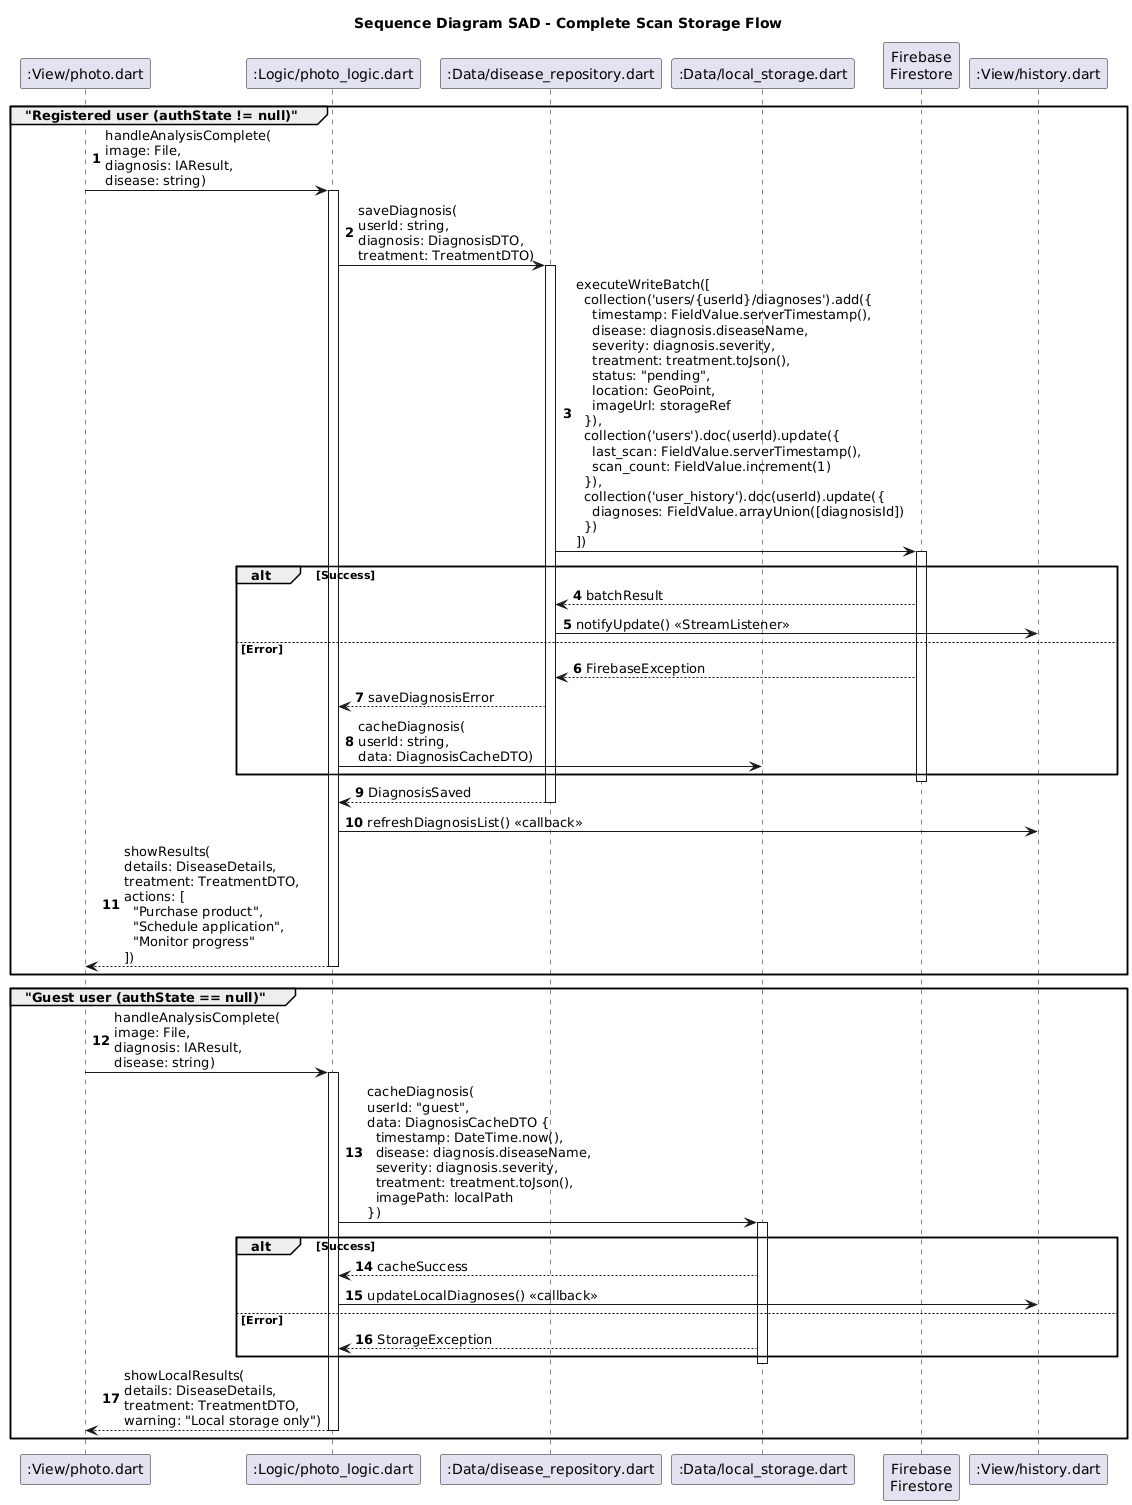 Sequence Diagram SAD - Complete Scan Storage Flow
:View/photo.dart
:Logic/photo_logic.dart
:Data/disease_repository.dart
:Data/local_storage.dart
Firebase
Firestore
:View/history.dart
"Registered user (authState != null)"
1 handleAnalysisComplete(
image: File,
diagnosis: IAResult,
disease: string)
2 saveDiagnosis(
userId: string,
diagnosis: DiagnosisDTO,
treatment: TreatmentDTO)
3 executeWriteBatch([
collection('users/{userId}/diagnoses').add({
timestamp: FieldValue.serverTimestamp(),
disease: diagnosis.diseaseName,
severity: diagnosis.severity,
treatment: treatment.toJson(),
status: "pending",
location: GeoPoint,
imageUrl: storageRef
}),
collection('users').doc(userId).update({
last_scan: FieldValue.serverTimestamp(),
scan_count: FieldValue.increment(1)
}),
collection('user_history').doc(userId).update({
diagnoses: FieldValue.arrayUnion([diagnosisId])
})
])
alt [Success]
4 batchResult
5 notifyUpdate() «StreamListener»
[Error]
6 FirebaseException
7 saveDiagnosisError
8 cacheDiagnosis(
userId: string,
data: DiagnosisCacheDTO)
9 DiagnosisSaved
10 refreshDiagnosisList() «callback»
11 showResults(
details: DiseaseDetails,
treatment: TreatmentDTO,
actions: [
"Purchase product",
"Schedule application",
"Monitor progress"
])
"Guest user (authState == null)"
12 handleAnalysisComplete(
image: File,
diagnosis: IAResult,
disease: string)
13 cacheDiagnosis(
userId: "guest",
data: DiagnosisCacheDTO {
timestamp: DateTime.now(),
disease: diagnosis.diseaseName,
severity: diagnosis.severity,
treatment: treatment.toJson(),
imagePath: localPath
})
alt [Success]
14 cacheSuccess
15 updateLocalDiagnoses() «callback»
[Error]
16 StorageException
17 showLocalResults(
details: DiseaseDetails,
treatment: TreatmentDTO,
warning: "Local storage only")
:View/photo.dart
:Logic/photo_logic.dart
:Data/disease_repository.dart
:Data/local_storage.dart
Firebase
Firestore
:View/history.dart